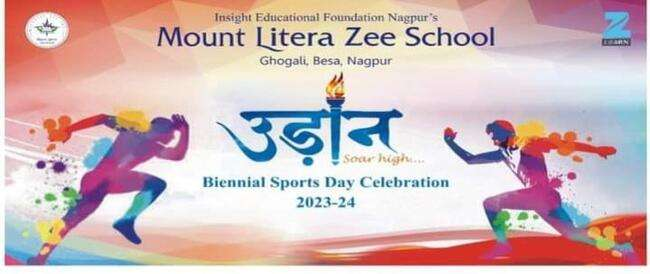 Insight Educational Foundation Nagpur's
Mount Litera Zee School
Ghogali, Besa, Nagpur
Z
LEARN
उड़ान
Soar high....
Biennial Sports Day Celebration
2023-24